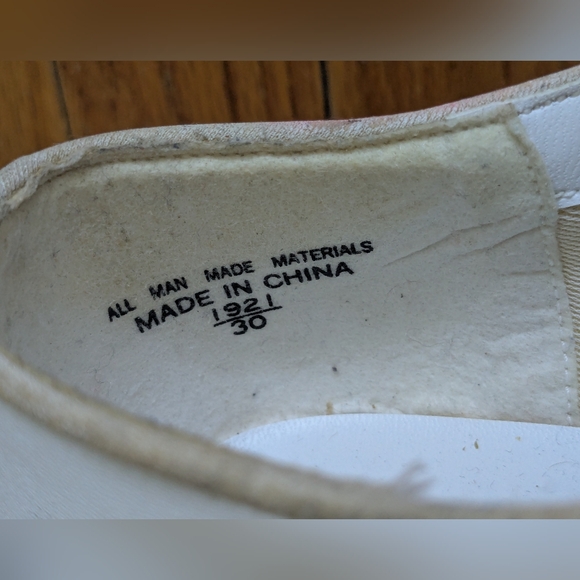 ALL MAN MADE MATERIALS
MADE IN CHINA
1921
30